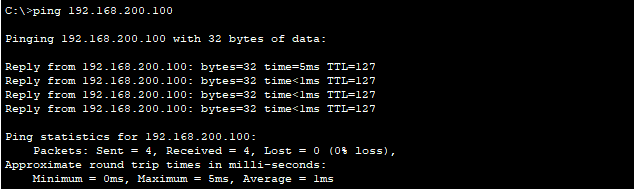 C:\>ping 192.168.200.100
Pinging 192.168.200.100 with 32 bytes of data:
Reply from 192.168.200.100: bytes=32 time=5ms TTL=127
Reply from 192.168.200.100: bytes=32 time<1ms TTL=127
Reply from 192.168.200.100: bytes=32 time<1ms TTL=127
Reply from 192.168.200.100: bytes=32 time<1ms TTL=127
Ping statistics for 192.168.200.100:
    Packets: Sent = 4, Received = 4, Lost = 0 (0% loss),
Approximate round trip times in milli-seconds:
    Minimum = 0ms, Maximum = 5ms, Average = 1ms